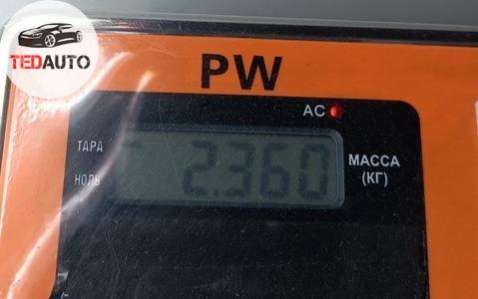 TEDAUTO
PW
AC
ТАРА
НОЛЬ
2.360
МАССА
(КГ)